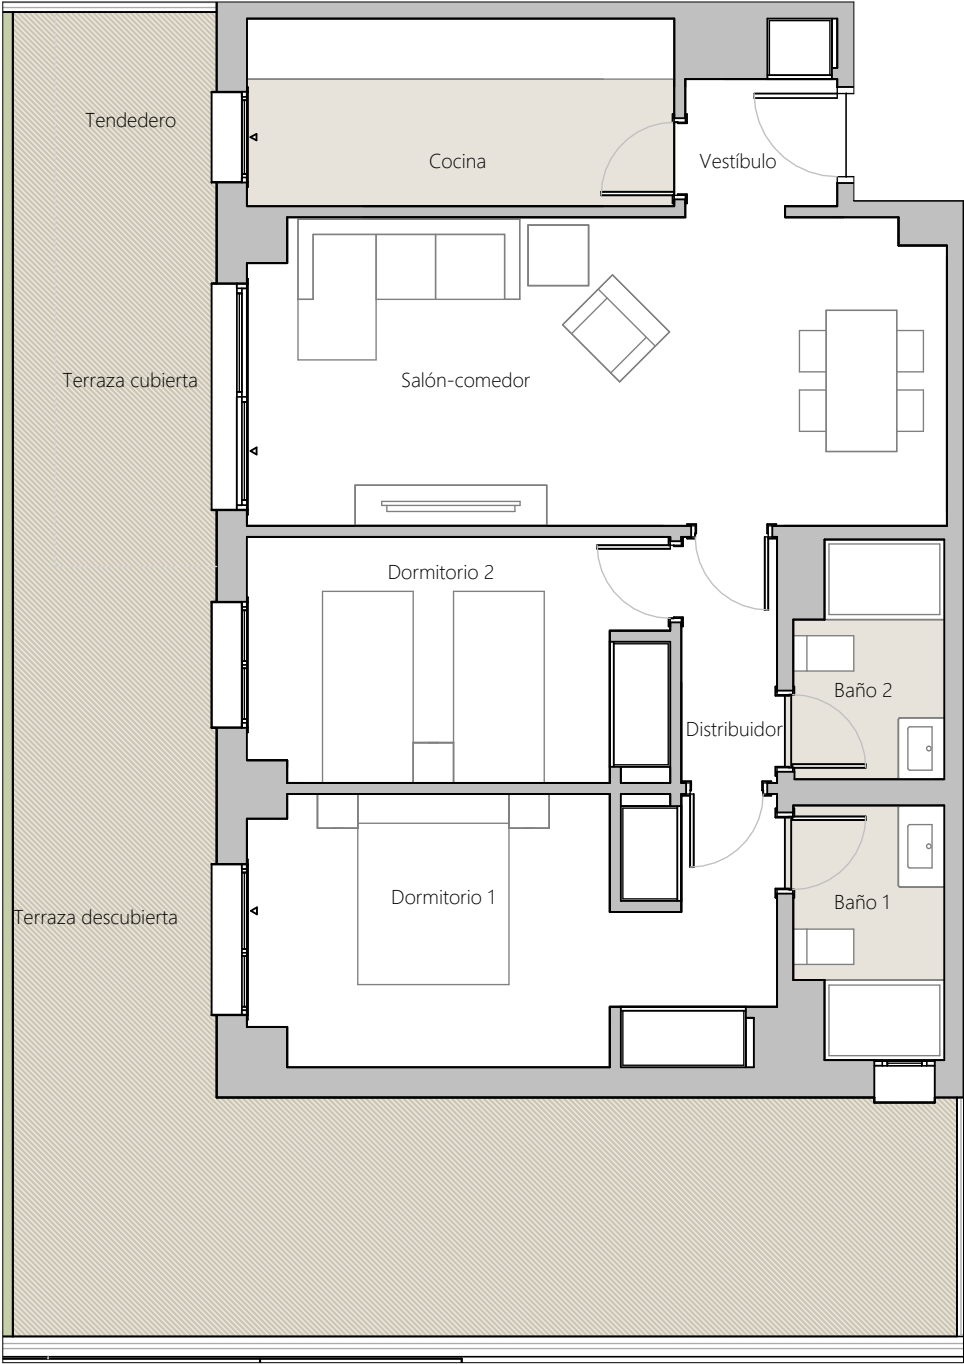 Tendedero
Cocina
Vestíbulo
Terraza cubierta
Salón-comedor
Dormitorio 2
Baño 2
Distribuidor
Dormitorio 1
Baño 1
Terraza descubierta